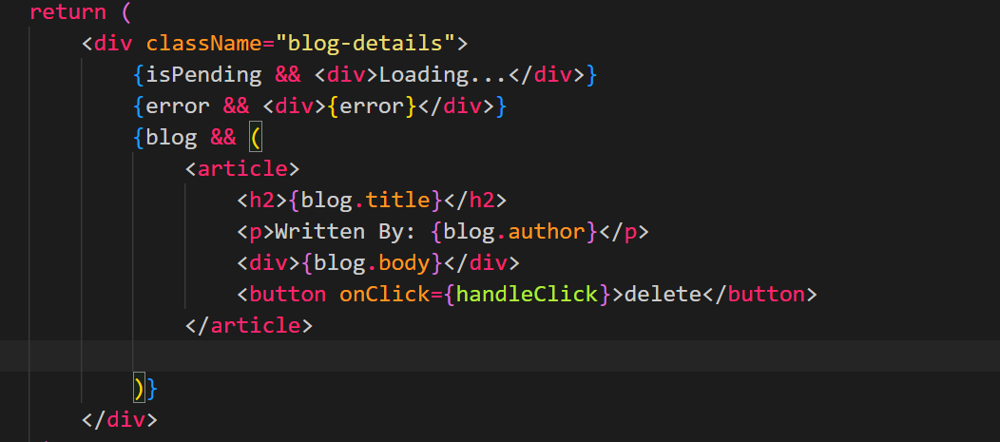 return (
<div className="blog-details">
{isPending && <div>Loading...</div>}
{error && <div>{error}</div>}
{blog && (
<article>
<h2>{blog.title}</h2>
<p>Written By: {blog.author}</p>
<div>{blog.body}</div>
<button onClick={handleClick}>delete</button>
</article>
)}
</div>